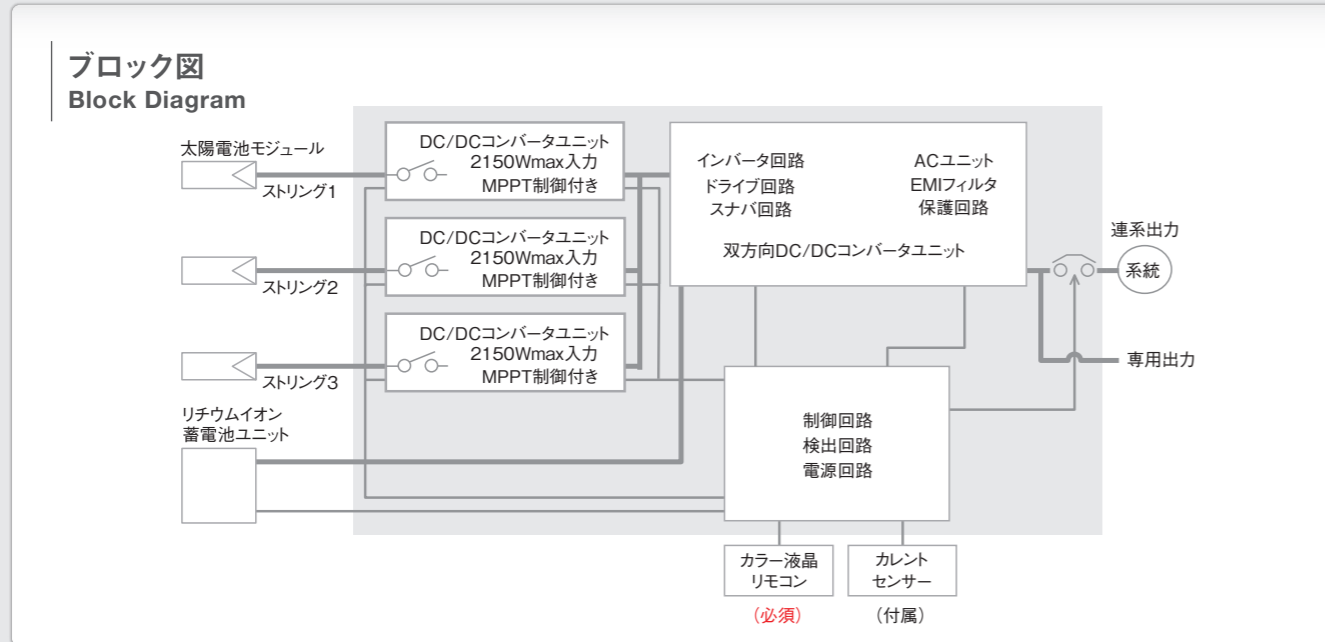 ブロック図
Block Diagram
太陽電池モジュール
ストリング1
DC/DCコンバータユニット
2150Wmax入力
MPPT制御付き
ストリング2
DC/DCコンバータユニット
2150Wmax入力
MPPT制御付き
ストリング3
DC/DCコンバータユニット
2150Wmax入力
MPPT制御付き
リチウムイオン
蓄電池ユニット
インバータ回路
ドライブ回路
スナバ回路
ACユニット
EMIフィルタ
保護回路
双方向DC/DCコンバータユニット
連系出力
系統
専用出力
制御回路
検出回路
電源回路
カラー液晶
リモコン
(必須)
カレント
センサー
(付属)